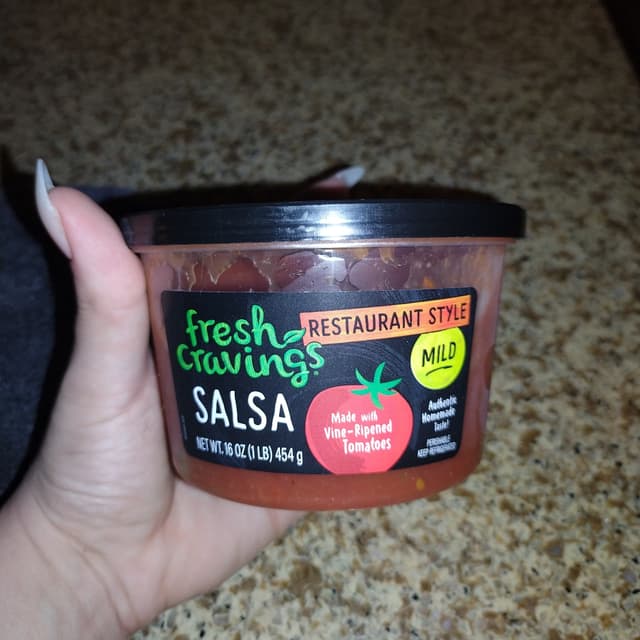 fresh
cravings
RESTAURANT STYLE
MILD
SALSA
Made with
Vine-Ripened
Tomatoes
Authentic
Homemade
Taste!
PERISHABLE
KEEP REFRIGERATED
NET WT. 16 OZ (1 LB) 454 g